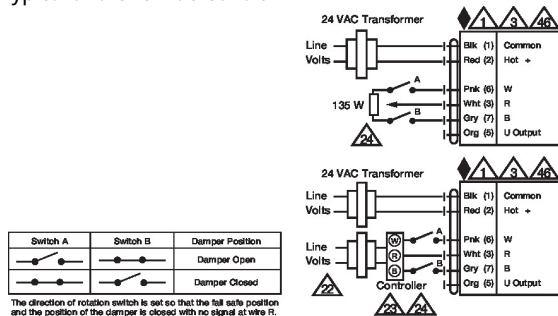 24 VAC Transformer
1 3 46
Line
Volts
Blk (1) Common
Red (2) Hot +
A
Pnk (6) W
135 W
Wht (3) R
B
Gry (7) B
Org (5) U Output
24
24 VAC Transformer
1 3 46
Line
Volts
Blk (1) Common
Red (2) Hot +
A
W
Pnk (6) W
Line
Volts
R
Wht (3) R
B
B
Gry (7) B
Org (5) U Output
22
Controller
23 24
Switch A Switch B Damper Position
Damper Open
Damper Closed
The direction of rotation switch is set so that the fail safe position
and the position of the damper is closed with no signal at wire R.